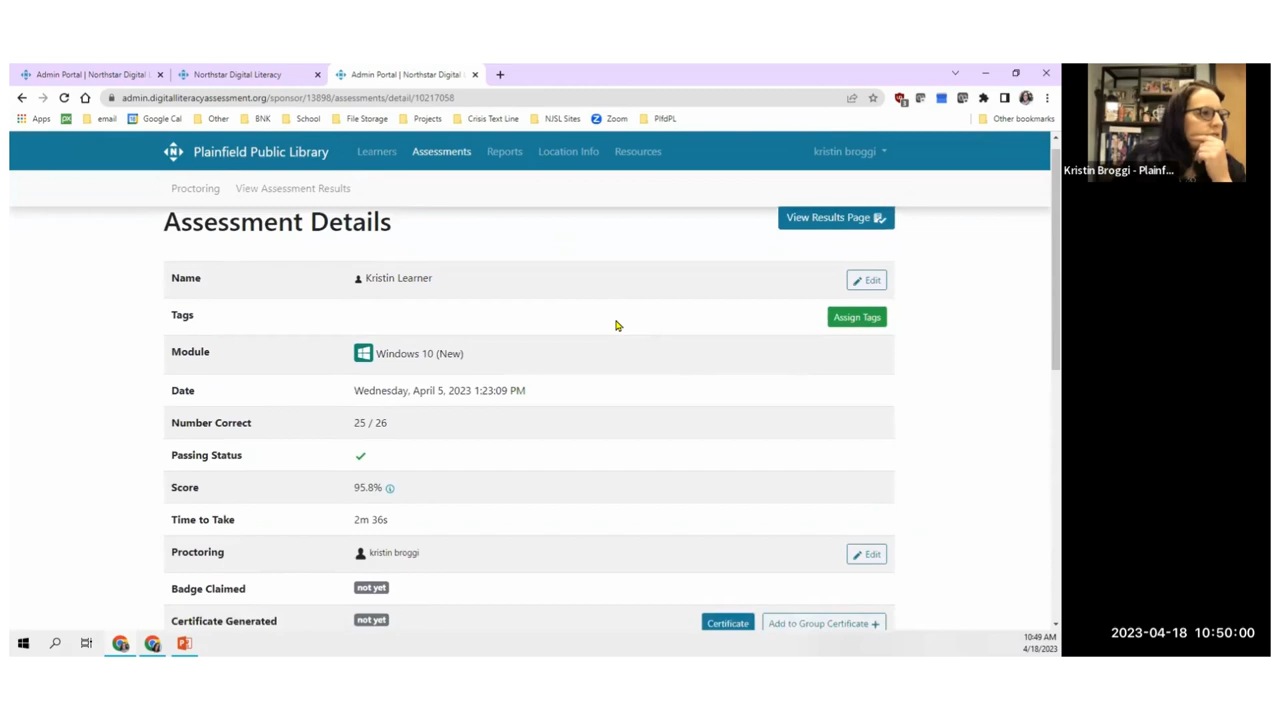 Admin Portal | Northstar Digital L
Northstar Digital Literacy
Admin Portal | Northstar Digital L
admin.digitalliteracyassessment.org/sponsor/13898/assessments/detail/10217058
Apps email Google Cal Other BNK School File Storage Projects Crisis Text Line NJSL Sites Zoom PlfdPL Other bookmarks
Plainfield Public Library Learners Assessments Reports Location Info Resources kristin broggi
Proctoring View Assessment Results
Assessment Details View Results Page
Name Kristin Learner Edit
Tags Assign Tags
Module Windows 10 (New)
Date Wednesday, April 5, 2023 1:23:09 PM
Number Correct 25 / 26
Passing Status
Score 95.8%
Time to Take 2m 36s
Proctoring kristin broggi Edit
Badge Claimed not yet
Certificate Generated not yet Certificate Add to Group Certificate +
10:49 AM
4/18/2023
Kristin Broggi - Plainf...
2023-04-18 10:50:00